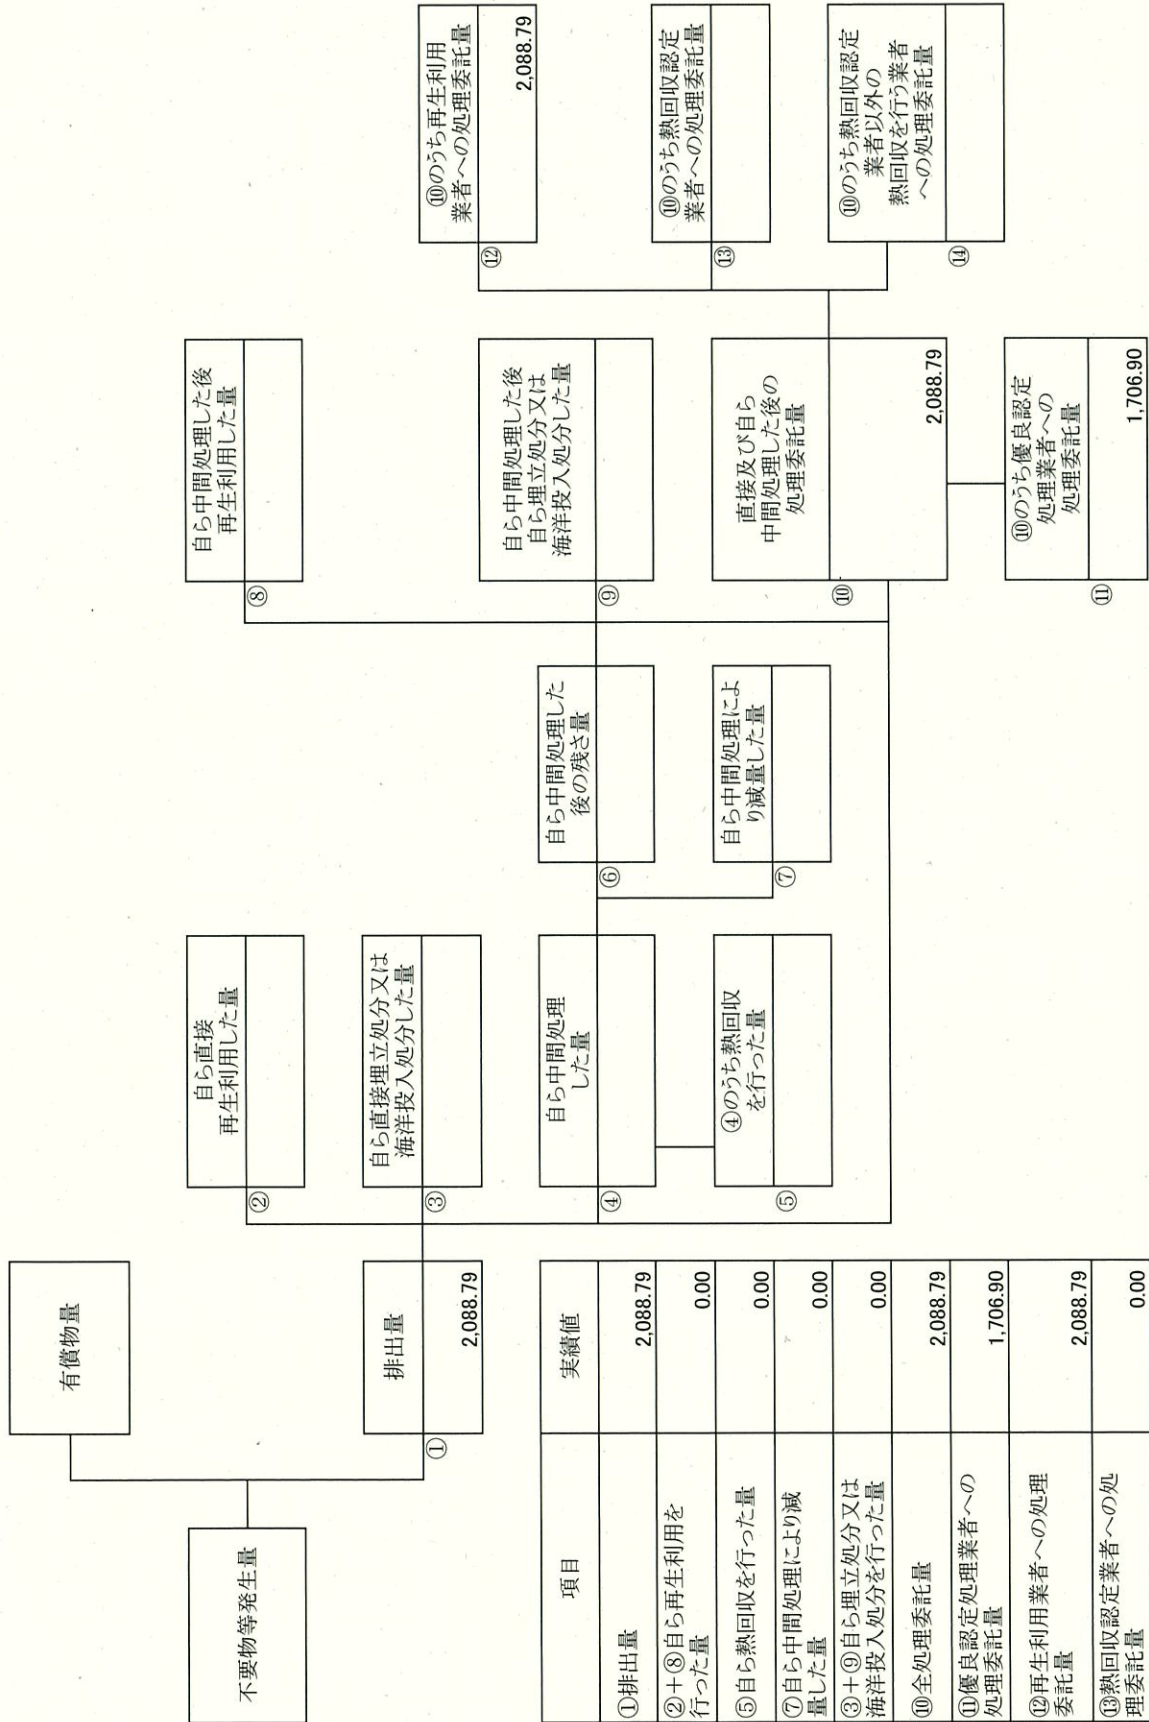 不要物等発生量
有償物量
排出量
①
2,088.79
自ら直接
再生利用した量
②
自ら直接埋立処分又は
海洋投入処分した量
③
自ら中間処理
した量
④
④のうち熱回収
を行った量
⑤
自ら中間処理した
後の残さ量
⑥
自ら中間処理によ
り減量した量
⑦
自ら中間処理した後
再生利用した量
⑧
自ら中間処理した後
自ら埋立処分又は
海洋投入処分した量
⑨
直接及び自ら
中間処理した後の
処理委託量
⑩
2,088.79
⑩のうち優良認定
処理業者への
処理委託量
⑪
1,706.90
⑩のうち再生利用
業者への処理委託量
⑫
2,088.79
⑩のうち熱回収認定
業者への処理委託量
⑬
⑩のうち熱回収認定
業者以外の
熱回収を行う業者
への処理委託量
⑭
項目
実績値
①排出量
2,088.79
②+⑧自ら再生利用を
行った量
0.00
⑤自ら熱回収を行った量
0.00
⑦自ら中間処理により減
量した量
0.00
③+⑨自ら埋立処分又は
海洋投入処分を行った量
0.00
⑩全処理委託量
2,088.79
⑪優良認定処理業者への
処理委託量
1,706.90
⑫再生利用業者への処理
委託量
2,088.79
⑬熱回収認定業者への処
理委託量
0.00